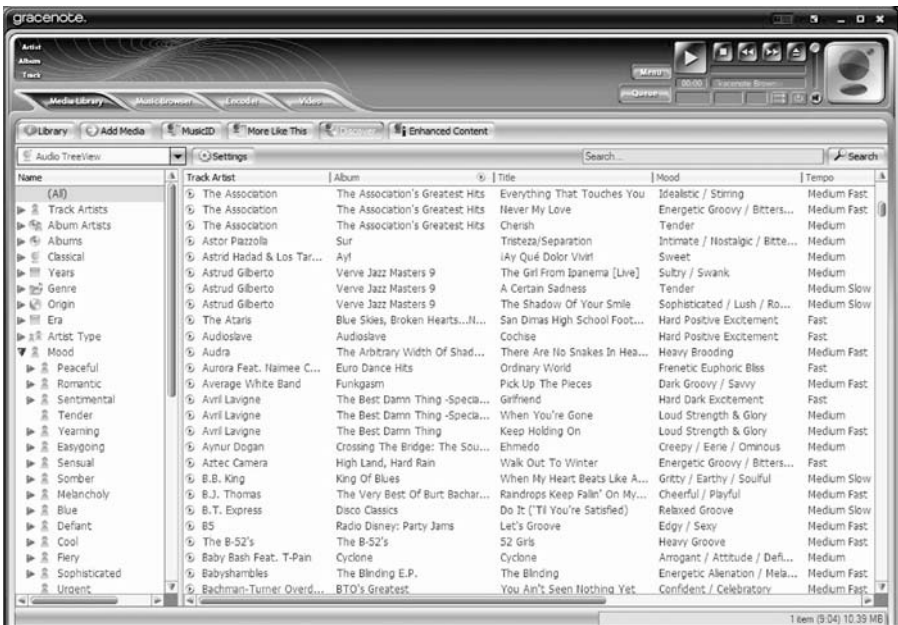 gracenote.
Artist
Album
Track
Menu
Queue
00:00
Media Library Music Browser Encoder Video
Library Add Media MusicID More Like This Discover Enhanced Content
Audio TreeView Settings Search... Search
Name Track Artist Album Title Mood Tempo
(All) The Association The Association's Greatest Hits Everything That Touches You Idealistic / Stirring Medium Fast
Track Artists The Association The Association's Greatest Hits Never My Love Energetic Groovy / Bitters... Medium Fast
Album Artists The Association The Association's Greatest Hits Cherish Tender Medium
Albums Astor Piazzolla Sur Tristeza/Separation Intimate / Nostalgic / Bitte... Medium
Classical Astrid Hadad & Los Tar... Ay! ¡Ay Qué Dolor Vivir! Sweet Medium
Years Astrud Gilberto Verve Jazz Masters 9 The Girl From Ipanema [Live] Sultry / Swank Medium
Genre Astrud Gilberto Verve Jazz Masters 9 A Certain Sadness Tender Medium Slow
Origin Astrud Gilberto Verve Jazz Masters 9 The Shadow Of Your Smile Sophisticated / Lush / Ro... Medium Slow
Era The Ataris Blue Skies, Broken Hearts...N... San Dimas High School Foot... Hard Positive Excitement Fast
Artist Type Audioslave Audioslave Cochise Hard Positive Excitement Fast
Mood Audra The Arbitrary Width Of Shad... There Are No Snakes In Hea... Heavy Brooding Medium Fast
Peaceful Aurora Feat. Naimee C... Euro Dance Hits Ordinary World Frenetic Euphoric Bliss Fast
Romantic Average White Band Funkgasm Pick Up The Pieces Dark Groovy / Savvy Medium Fast
Sentimental Avril Lavigne The Best Damn Thing -Specia... Girlfriend Hard Dark Excitement Fast
Tender Avril Lavigne The Best Damn Thing -Specia... When You're Gone Loud Strength & Glory Medium
Yearning Avril Lavigne The Best Damn Thing Keep Holding On Loud Strength & Glory Medium Fast
Easygoing Aynur Dogan Crossing The Bridge: The Sou... Ehmedo Creepy / Eerie / Ominous Medium
Sensual Aztec Camera High Land, Hard Rain Walk Out To Winter Energetic Groovy / Bitters... Fast
Somber B.B. King King Of Blues When My Heart Beats Like A... Gritty / Earthy / Soulful Medium Slow
Melancholy B.J. Thomas The Very Best Of Burt Bachar... Raindrops Keep Fallin' On My... Cheerful / Playful Medium Fast
Blue B.T. Express Disco Classics Do It ('Til You're Satisfied) Relaxed Groove Medium Slow
Defiant B5 Radio Disney: Party Jams Let's Groove Edgy / Sexy Medium Fast
Cool The B-52's The B-52's 52 Girls Heavy Groove Medium Fast
Fiery Baby Bash Feat. T-Pain Cyclone Cyclone Arrogant / Attitude / Defi... Medium
Sophisticated Babyshambles The Blinding E.P. The Blinding Energetic Alienation / Mela... Medium Fast
Urgent Bachman-Turner Overd... BTO's Greatest You Ain't Seen Nothing Yet Confident / Celebratory Medium Fast
1 item (9:04) 10.39 MB